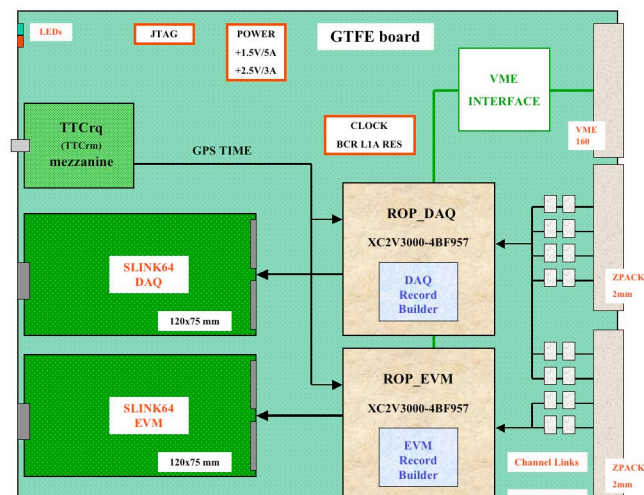 LEDs
JTAG
POWER
+1.5V/5A
+2.5V/3A
GTFE board
VME
INTERFACE
VME
160
TTCrq
(TTCrm)
mezzanine
GPS TIME
CLOCK
BCR L1A RES
ROP_DAQ
XC2V3000-4BF957
DAQ
Record
Builder
SLINK64
DAQ
120x75 mm
ZPACK
2mm
ROP_EVM
XC2V3000-4BF957
EVM
Record
Builder
SLINK64
EVM
120x75 mm
Channel Links
ZPACK
2mm